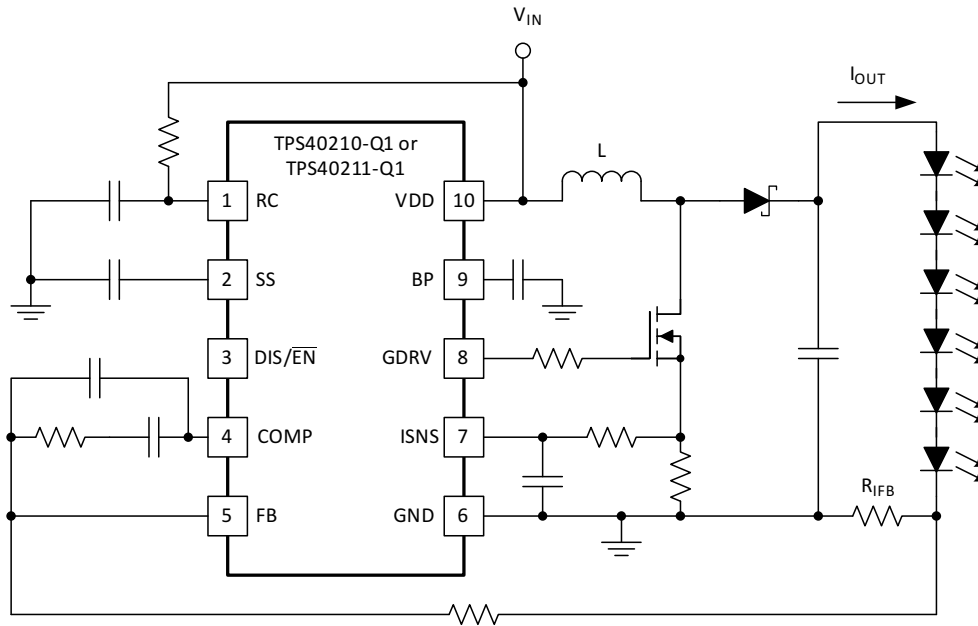 V_IN
I_OUT
TPS40210-Q1 or
TPS40211-Q1
L
1 RC
VDD 10
2 SS
BP 9
3 DIS/E̅N̅
GDRV 8
4 COMP
ISNS 7
R_IFB
5 FB
GND 6